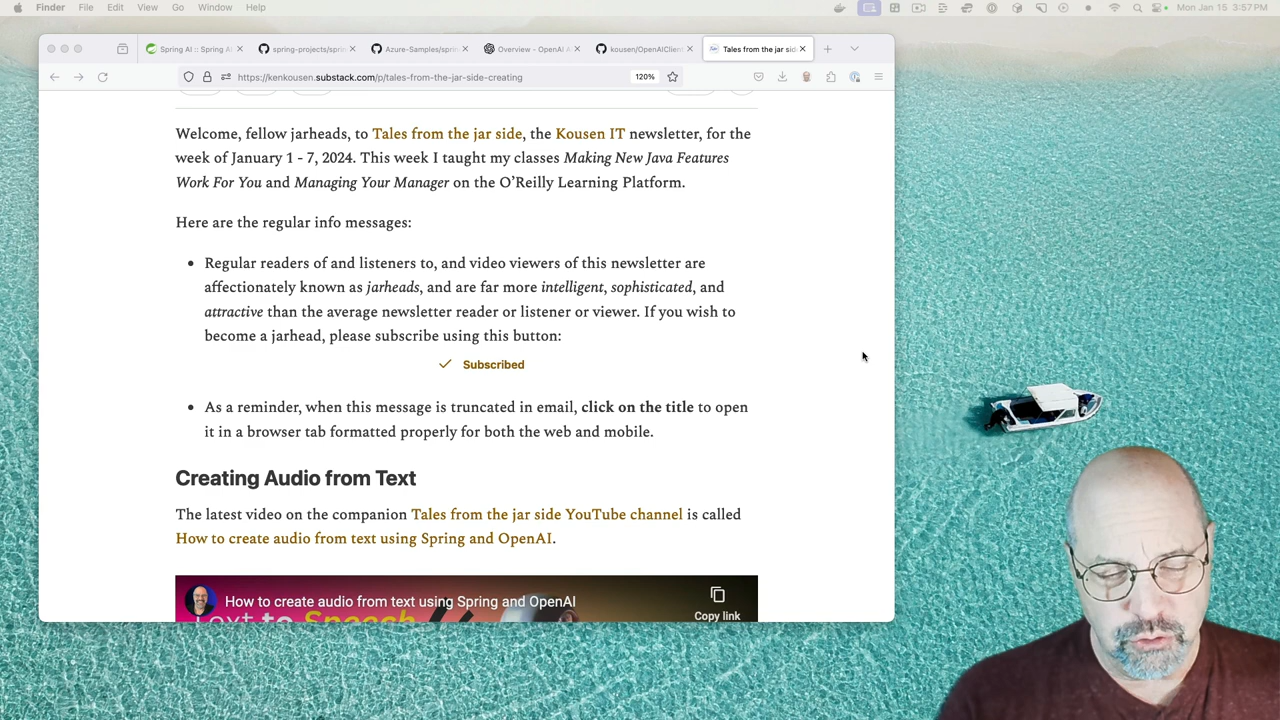 Finder File Edit View Go Window Help Mon Jan 15 3:57 PM
Spring AI :: Spring AI spring-projects/sprin Azure-Samples/sprin Overview - OpenAI A kousen/OpenAIClien Tales from the jar sid
https://kenkousen.substack.com/p/tales-from-the-jar-side-creating 120%
Welcome, fellow jarheads, to Tales from the jar side, the Kousen IT newsletter, for the
week of January 1 - 7, 2024. This week I taught my classes Making New Java Features
Work For You and Managing Your Manager on the O’Reilly Learning Platform.
Here are the regular info messages:
• Regular readers of and listeners to, and video viewers of this newsletter are
affectionately known as jarheads, and are far more intelligent, sophisticated, and
attractive than the average newsletter reader or listener or viewer. If you wish to
become a jarhead, please subscribe using this button:
Subscribed
• As a reminder, when this message is truncated in email, click on the title to open
it in a browser tab formatted properly for both the web and mobile.
Creating Audio from Text
The latest video on the companion Tales from the jar side YouTube channel is called
How to create audio from text using Spring and OpenAI.
How to create audio from text using Spring and OpenAI
Copy link
Text to Speech